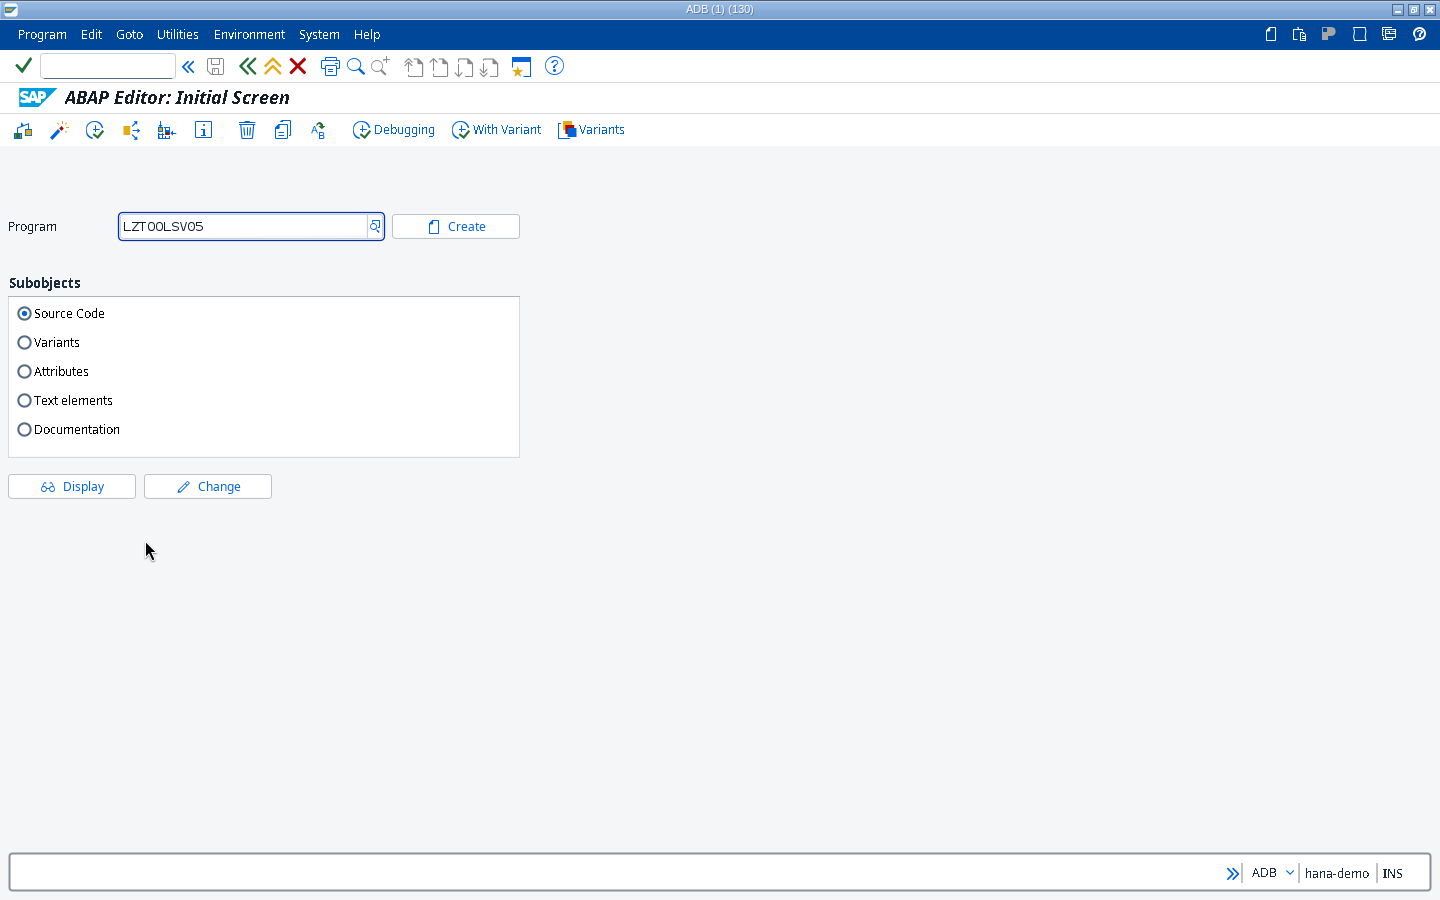 ADB (1) (130)
Program Edit Goto Utilities Environment System Help
SAP ABAP Editor: Initial Screen
Debugging With Variant Variants
Program LZTOOLSV05 Create
Subobjects
Source Code
Variants
Attributes
Text elements
Documentation
Display Change
ADB hana-demo INS